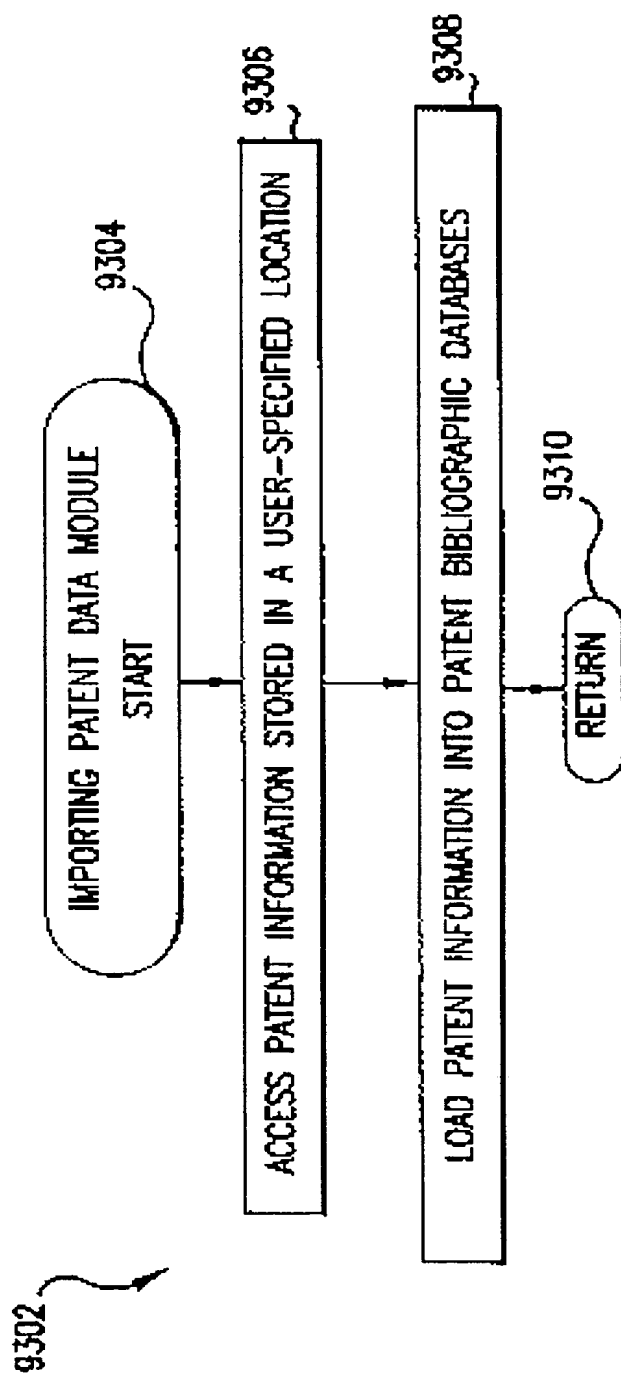 9302
IMPORTING PATENT DATA MODULE
START
9304
ACCESS PATENT INFORMATION STORED IN A USER-SPECIFIED LOCATION
9306
LOAD PATENT INFORMATION INTO PATENT BIBLIOGRAPHIC DATABASES
9308
RETURN
9310